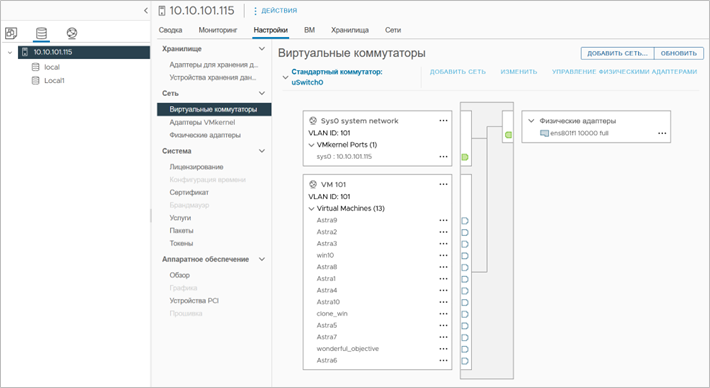 10.10.101.115
local
Local1
10.10.101.115
ДЕЙСТВИЯ
Сводка
Мониторинг
Настройки
ВМ
Хранилища
Сети
Хранилище
Адаптеры для хранения д...
Устройства хранения дан...
Сеть
Виртуальные коммутаторы
Адаптеры VMkernel
Физические адаптеры
Система
Лицензирование
Конфигурация времени
Сертификат
Брандмауэр
Услуги
Пакеты
Токены
Аппаратное обеспечение
Обзор
Графика
Устройства PCI
Прошивка
Виртуальные коммутаторы
ДОБАВИТЬ СЕТЬ...
ОБНОВИТЬ
Стандартный коммутатор:
uSwitch0
ДОБАВИТЬ СЕТЬ
ИЗМЕНИТЬ
УПРАВЛЕНИЕ ФИЗИЧЕСКИМИ АДАПТЕРАМИ
Sys0 system network
VLAN ID: 101
VMkernel Ports (1)
sys0 : 10.10.101.115
VM 101
VLAN ID: 101
Virtual Machines (13)
Astra9
Astra2
Astra3
win10
Astra8
Astra1
Astra4
Astra10
clone_win
Astra5
Astra7
wonderful_objective
Astra6
Физические адаптеры
ens801f1 10000 full